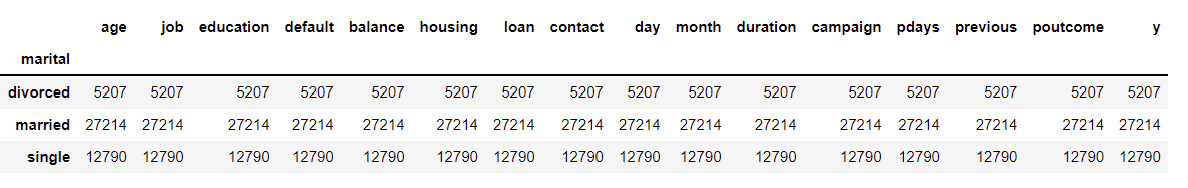 age job education default balance housing loan contact day month duration campaign pdays previous poutcome y
marital
divorced 5207 5207 5207 5207 5207 5207 5207 5207 5207 5207 5207 5207 5207 5207 5207 5207
married 27214 27214 27214 27214 27214 27214 27214 27214 27214 27214 27214 27214 27214 27214 27214 27214
single 12790 12790 12790 12790 12790 12790 12790 12790 12790 12790 12790 12790 12790 12790 12790 12790